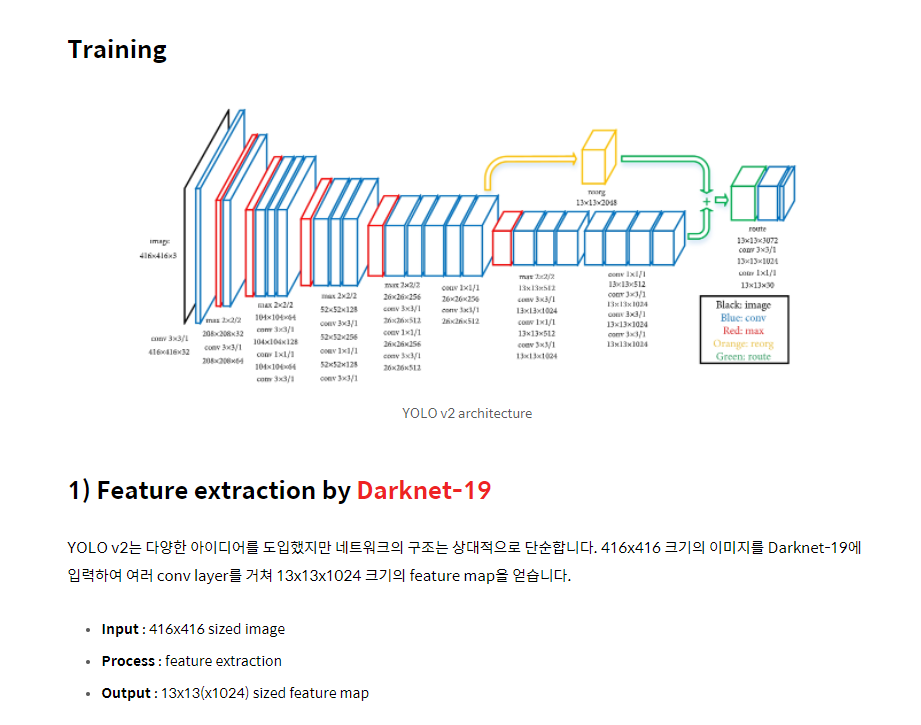 Training
image
416×416×3
conv 3×3/1
416×416×32
max 2×2/2
208×208×32
conv 3×3/1
208×208×64
max 2×2/2
104×104×64
conv 3×3/1
104×104×128
conv 1×1/1
104×104×64
conv 3×3/1
max 2×2/2
52×52×128
conv 3×3/1
52×52×256
conv 1×1/1
52×52×128
conv 3×3/1
max 2×2/2
26×26×256
conv 3×3/1
26×26×512
conv 1×1/1
26×26×256
conv 3×3/1
26×26×512
conv 1×1/1
26×26×256
conv 3×3/1
26×26×512
max 2×2/2
13×13×512
conv 3×3/1
13×13×1024
conv 1×1/1
13×13×512
conv 3×3/1
13×13×1024
conv 1×1/1
13×13×512
conv 3×3/1
13×13×1024
conv 3×3/1
13×13×1024
conv 3×3/1
13×13×1024
reorg
13×13×2048
+
route
13×13×3072
conv 3×3/1
13×13×1024
conv 1×1/1
13×13×30
Black: image
Blue: conv
Red: max
Orange: reorg
Green: route
YOLO v2 architecture
1) Feature extraction by Darknet-19
YOLO v2는 다양한 아이디어를 도입했지만 네트워크의 구조는 상대적으로 단순합니다. 416x416 크기의 이미지를 Darknet-19에
입력하여 여러 conv layer를 거쳐 13x13x1024 크기의 feature map을 얻습니다.
• Input : 416x416 sized image
• Process : feature extraction
• Output : 13x13(x1024) sized feature map